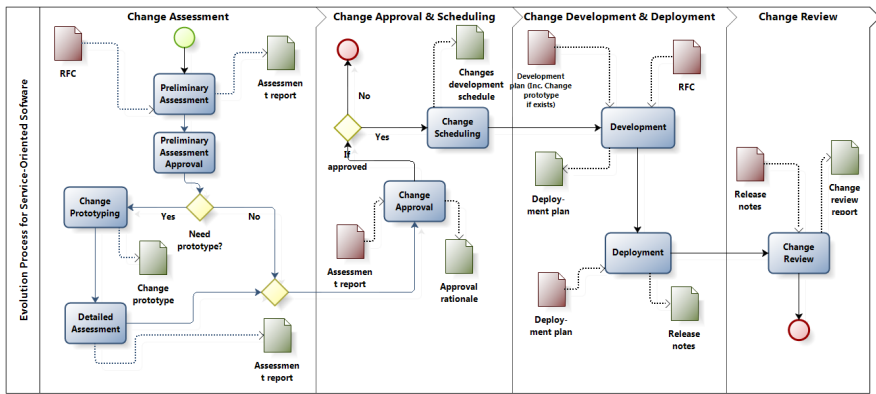 Evolution Process for Service-Oriented Sofware
Change Assessment
RFC
Assessmen
t report
Preliminary
Assessment
Preliminary
Assessment
Approval
Change
Prototyping
Yes
No
Need
prototype?
Change
prototype
Detailed
Assessment
Assessmen
t report
Change Approval & Scheduling
Changes
development
schedule
No
Yes
If
approved
Change
Scheduling
Change
Approval
Assessmen
t report
Approval
rationale
Change Development & Deployment
Development
plan (Inc. Change
prototype
if exists)
RFC
Development
Deploy-
ment plan
Deployment
Deploy-
ment plan
Release
notes
Change Review
Release
notes
Change
review
report
Change
Review